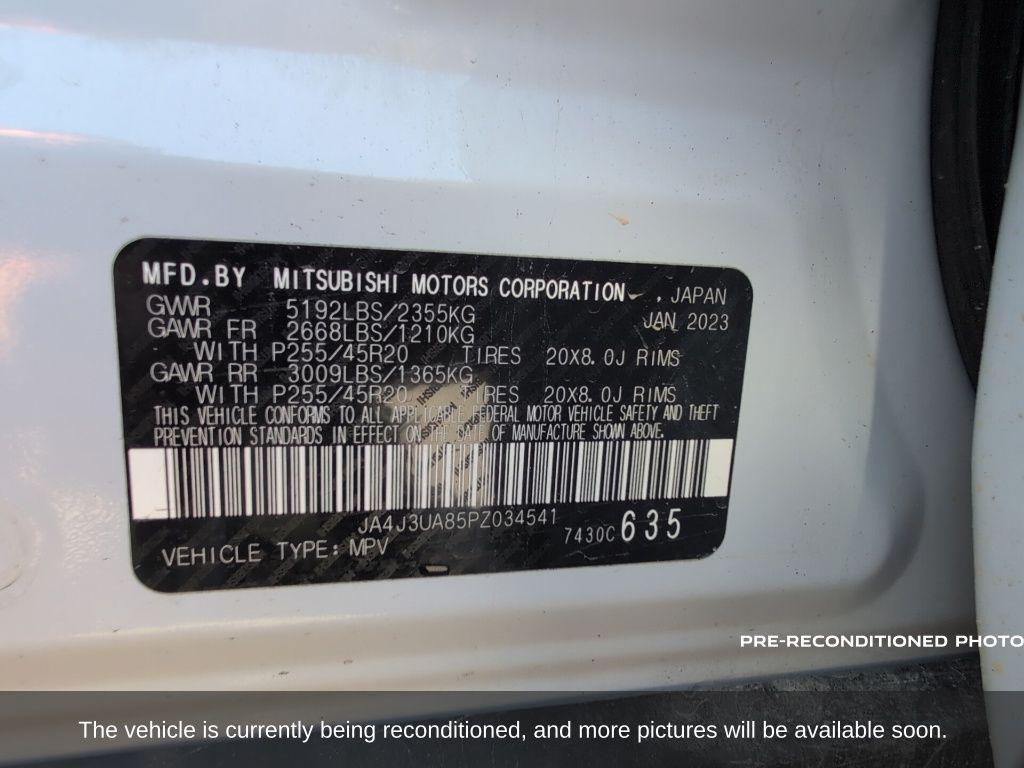 MFD.BY MITSUBISHI MOTORS CORPORATION , JAPAN
GWWR 5192LBS/2355KG JAN 2023
GAWR FR 2668LBS/1210KG
WITH P255/45R20 TIRES 20X8.0J RIMS
GAWR RR 3009LBS/1365KG
WITH P255/45R20 TIRES 20X8.0J RIMS
THIS VEHICLE CONFORMS TO ALL APPLICABLE FEDERAL MOTOR VEHICLE SAFETY AND THEFT
PREVENTION STANDARDS IN EFFECT ON THE DATE OF MANUFACTURE SHOWN ABOVE.
JA4J3UA85PZ034541
7430C 635
VEHICLE TYPE: MPV
PRE-RECONDITIONED PHOTO
The vehicle is currently being reconditioned, and more pictures will be available soon.